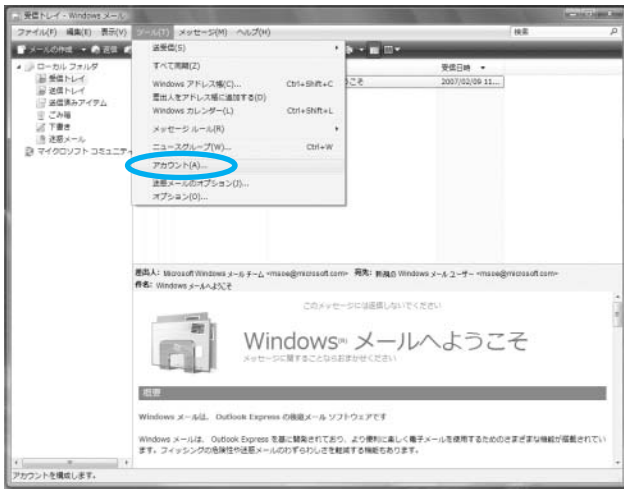 受信トレイ - Windows メール
ファイル(F) 編集(E) 表示(V) ツール(T) メッセージ(M) ヘルプ(H)
検索
メールの作成 返信
送受信(S)
すべて同期(Z)
Windows アドレス帳(C)... Ctrl+Shift+C
差出人をアドレス帳に追加する(D)
Windows カレンダー(L) Ctrl+Shift+L
メッセージ ルール(R)
ニュースグループ(W)... Ctrl+W
アカウント(A)...
迷惑メールのオプション(J)...
オプション(O)...
ローカル フォルダ
受信トレイ
送信トレイ
送信済みアイテム
ごみ箱
下書き
迷惑メール
マイクロソフト コミュニティ
受信日時
こそ 2007/02/09 11...
差出人: Microsoft Windows メール チーム <msoe@microsoft.com> 宛先: 新規の Windows メール ユーザー <msoe@microsoft.com>
件名: Windows メールへようこそ
このメッセージには返信しないでください
Windows メールへようこそ
メッセージに関することならおまかせください
概要
Windows メールは、 Outlook Express の後継メール ソフトウェアです
Windows メールは、 Outlook Express を基に開発されており、より便利に楽しく電子メールを使用するためのさまざまな機能が搭載されてい
ます。フィッシングの危険性や迷惑メールのわずらわしさを軽減する機能もあります。
アカウントを構成します。